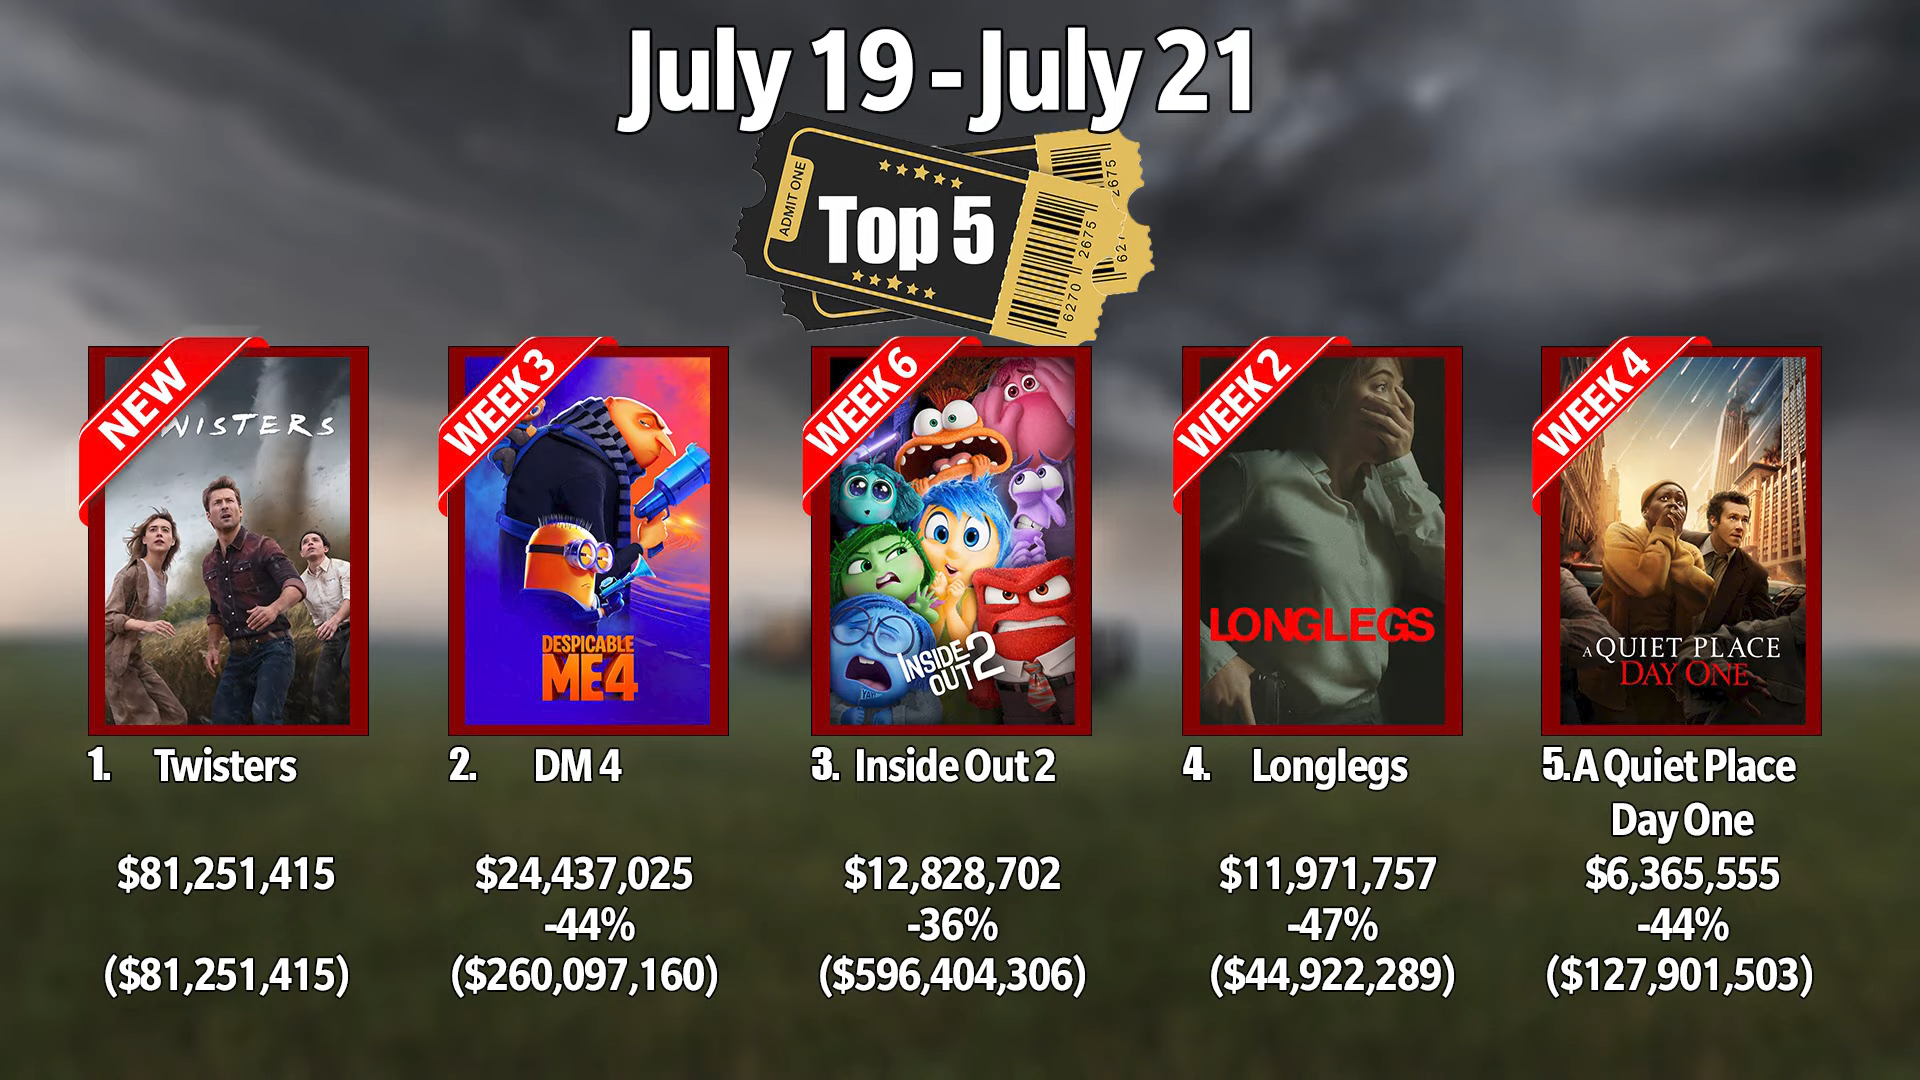 July 19 - July 21
ADMIT ONE
Top 5
6270 2675
2675
NEW
WISTERS
WEEK 3
DESPICABLE
ME 4
WEEK 6
INSIDE
OUT 2
WEEK 2
LONGLEGS
WEEK 4
A QUIET PLACE
DAY ONE
1. Twisters
2. DM 4
3. Inside Out 2
4. Longlegs
5. A Quiet Place
Day One
$81,251,415
$24,437,025
$12,828,702
$11,971,757
$6,365,555
-44%
-36%
-47%
-44%
($81,251,415)
($260,097,160)
($596,404,306)
($44,922,289)
($127,901,503)